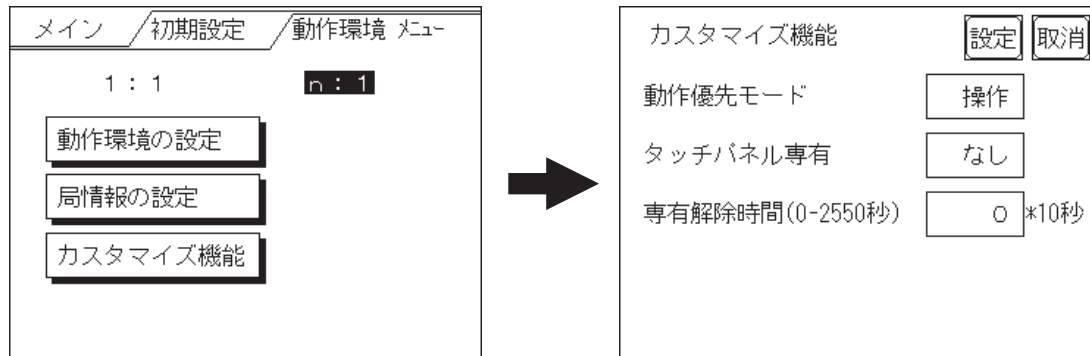 メイン 初期設定 動作環境 メニュー
1:1 n:1
動作環境の設定
局情報の設定
カスタマイズ機能
カスタマイズ機能 設定 取消
動作優先モード 操作
タッチパネル専有 なし
専有解除時間(0-2550秒) 0 *10秒